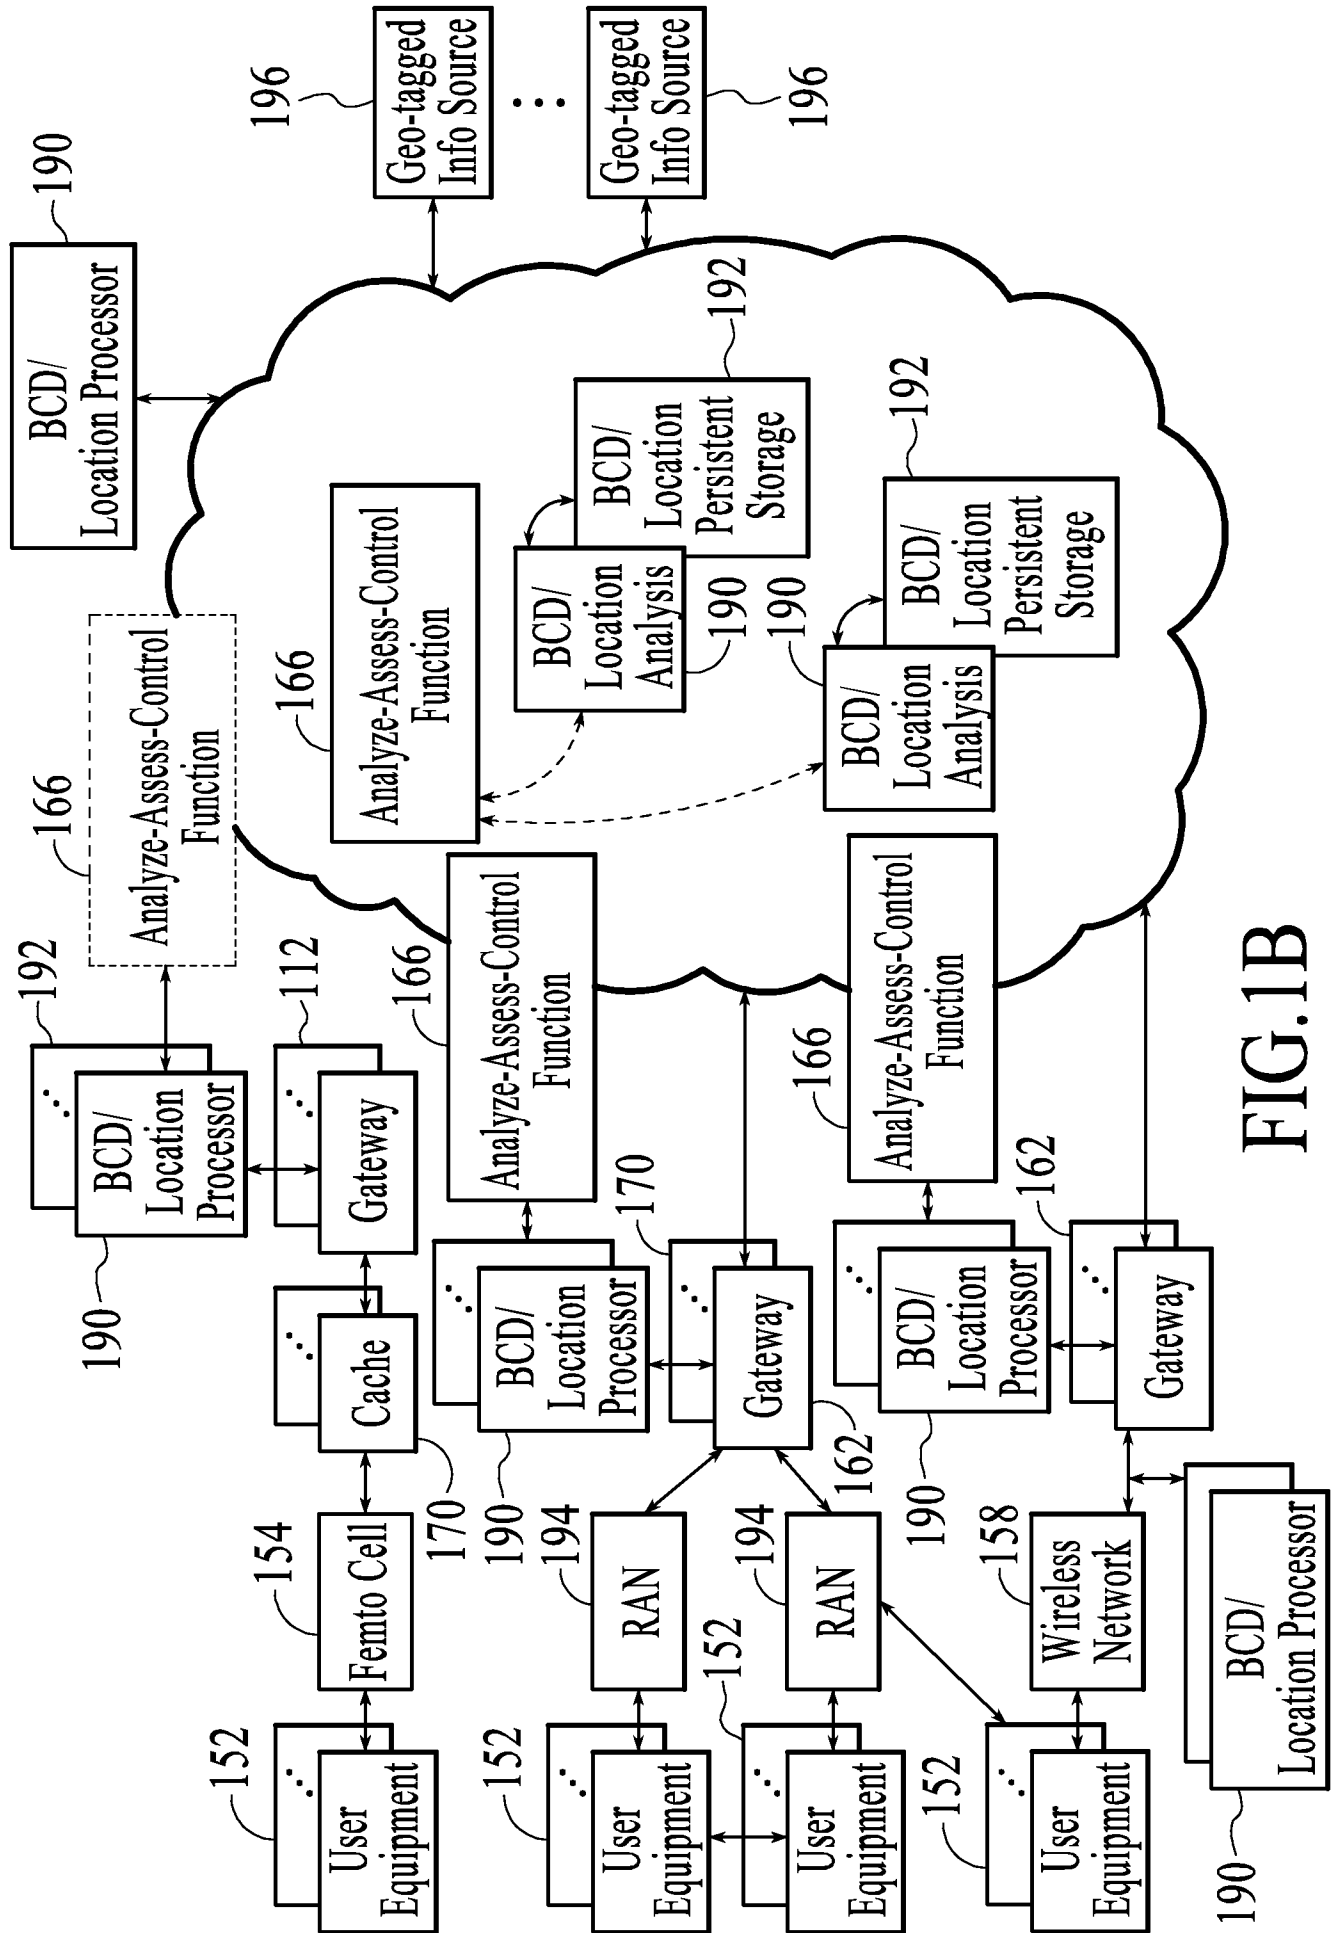 152
User
Equipment
154
Femto Cell
170
Cache
112
Gateway
190
192
BCD/
Location
Processor
166
Analyze-Assess-Control
Function
190
BCD/
Location Processor
196
Geo-tagged
Info Source
196
Geo-tagged
Info Source
152
User
Equipment
194
RAN
190
BCD/
Location
Processor
166
Analyze-Assess-Control
Function
166
Analyze-Assess-Control
Function
BCD/
Location
Analysis
190
BCD/
Location
Persistent
Storage
192
152
User
Equipment
194
RAN
162
170
Gateway
190
BCD/
Location
Analysis
192
BCD/
Location
Persistent
Storage
190
BCD/
Location
Processor
166
Analyze-Assess-Control
Function
152
User
Equipment
158
Wireless
Network
162
Gateway
190
BCD/
Location Processor
FIG.1B